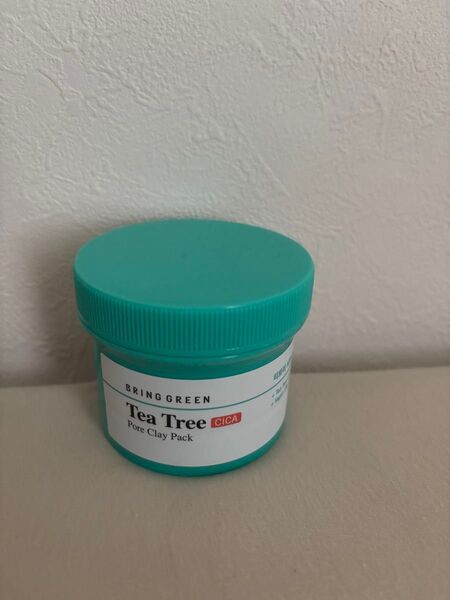 BRING GREEN
Tea Tree CICA
Pore Clay Pack